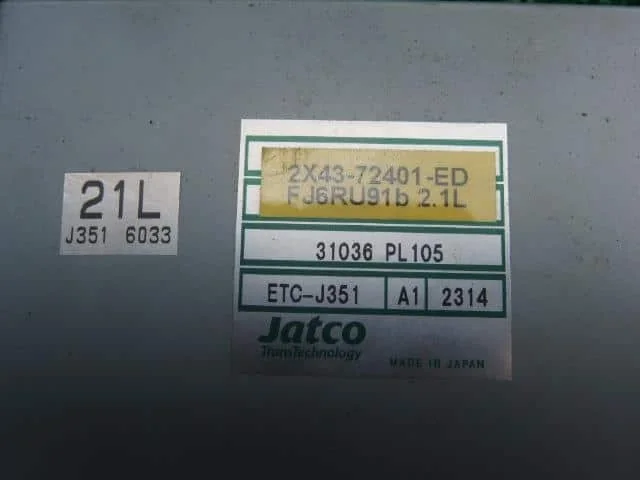 21L
J351 6033
2X43-72401-ED
FJ6RU91b 2.1L
31036 PL105
ETC-J351 A1 2314
Jatco
TransTechnology
MADE IN JAPAN